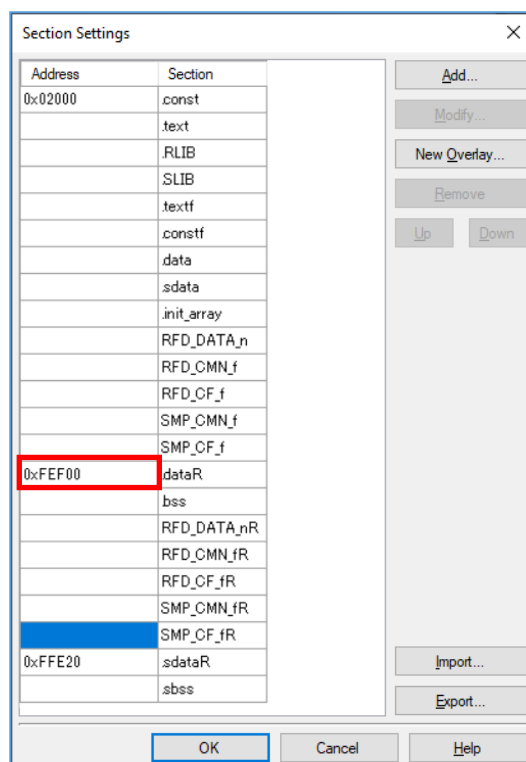 Section Settings
Address Section
0x02000 .const
.text
.RLIB
.SLIB
.textf
.constf
.data
.sdata
.init_array
RFD_DATA_n
RFD_CMN_f
RFD_CF_f
SMP_CMN_f
SMP_CF_f
0xFEF00 .dataR
.bss
RFD_DATA_nR
RFD_CMN_fR
RFD_CF_fR
SMP_CMN_fR
SMP_CF_fR
0xFFE20 .sdataR
.sbss
Add...
Modify...
New Overlay...
Remove
Up Down
Import...
Export...
OK Cancel Help